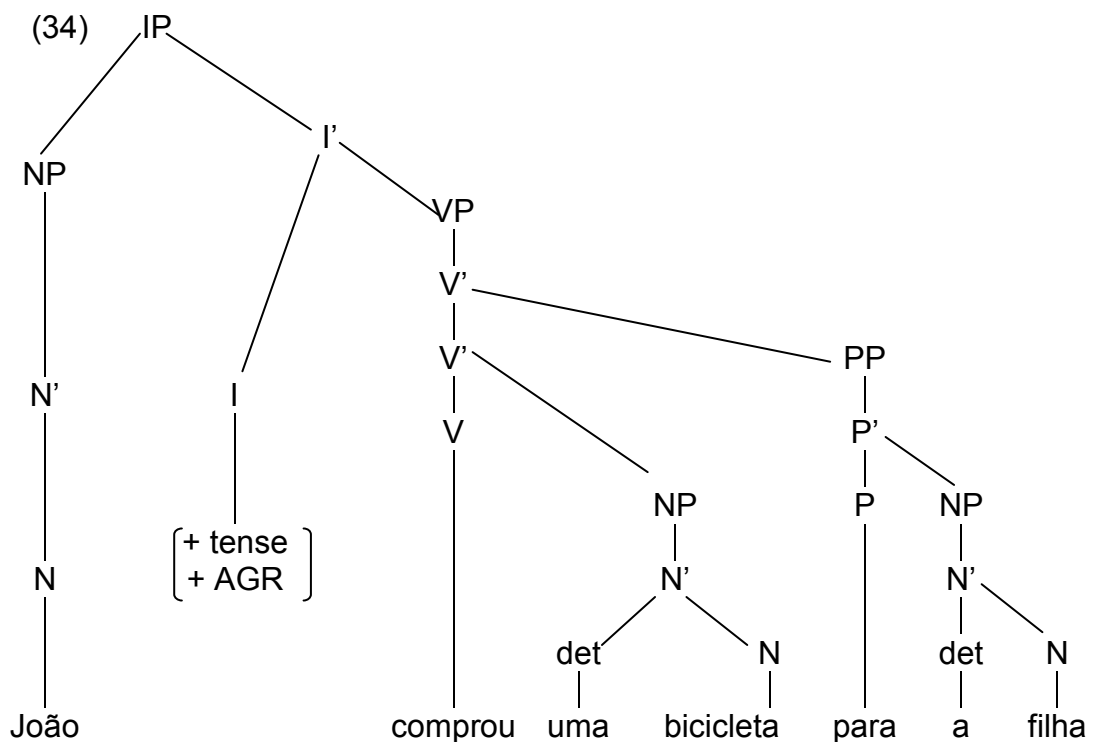 (34) IP
I’
NP
VP
V’
V’ PP
N’ I
V P’
NP P NP
+ tense
N + AGR N’ N’
det N det N
João comprou uma bicicleta para a filha